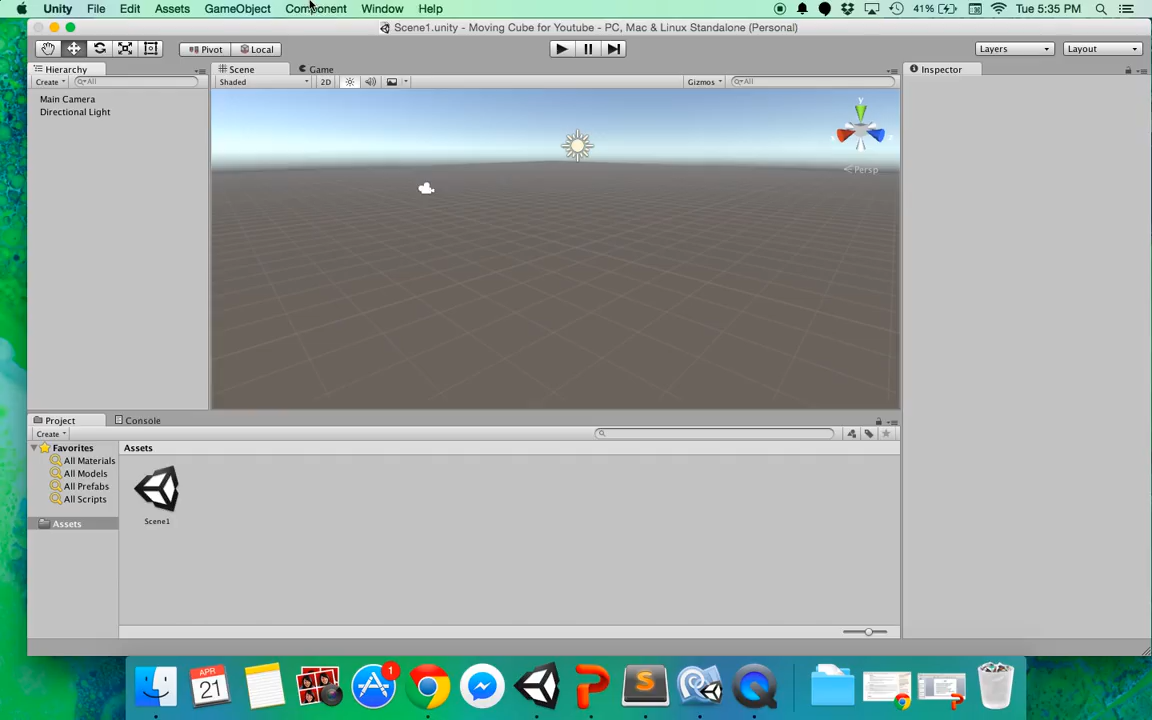 Unity File Edit Assets GameObject Component Window Help 41% Tue 5:35 PM
Scene1.unity - Moving Cube for Youtube - PC, Mac & Linux Standalone (Personal)
Pivot Local Layers Layout
Hierarchy Scene Game Inspector
Create All Shaded 2D Gizmos All
Main Camera
Directional Light
y
Persp
Project Console
Create
Favorites Assets
All Materials
All Models
All Prefabs
All Scripts
Assets Scene1
APR
21
1